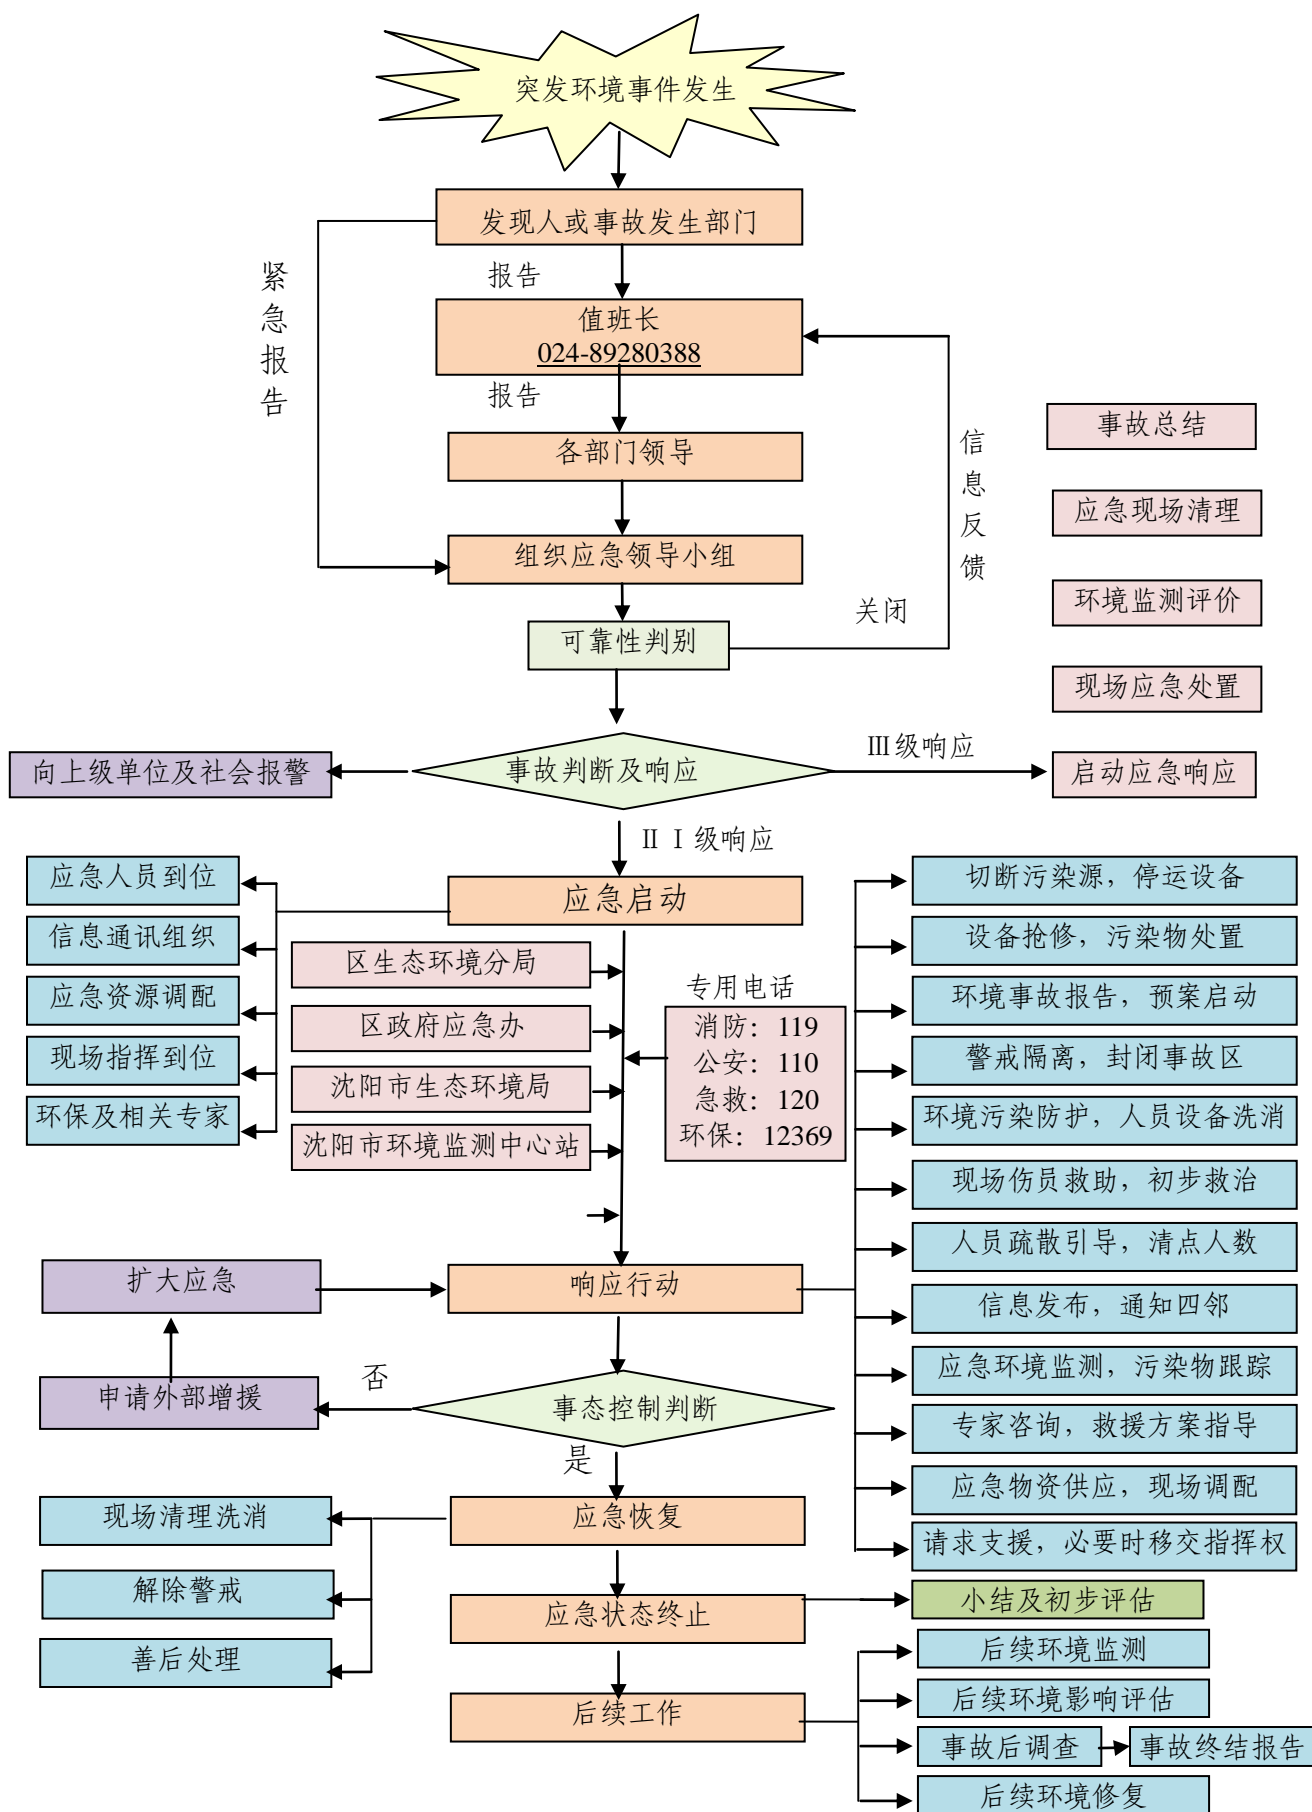 突发环境事件发生
发现人或事故发生部门
紧急报告
报告
值班长
024-89280388
报告
各部门领导
组织应急领导小组
信息反馈
关闭
可靠性判别
事故总结
应急现场清理
环境监测评价
现场应急处置
向上级单位及社会报警
事故判断及响应
Ⅲ级响应
启动应急响应
Ⅱ Ⅰ级响应
应急启动
应急人员到位
信息通讯组织
应急资源调配
现场指挥到位
环保及相关专家
区生态环境分局
区政府应急办
沈阳市生态环境局
沈阳市环境监测中心站
专用电话
消防：119
公安：110
急救：120
环保：12369
切断污染源，停运设备
设备抢修，污染物处置
环境事故报告，预案启动
警戒隔离，封闭事故区
环境污染防护，人员设备洗消
现场伤员救助，初步救治
人员疏散引导，清点人数
信息发布，通知四邻
应急环境监测，污染物跟踪
专家咨询，救援方案指导
应急物资供应，现场调配
请求支援，必要时移交指挥权
扩大应急
响应行动
申请外部增援
否
事态控制判断
是
现场清理洗消
应急恢复
解除警戒
应急状态终止
小结及初步评估
善后处理
后续工作
后续环境监测
后续环境影响评估
事故后调查
事故终结报告
后续环境修复